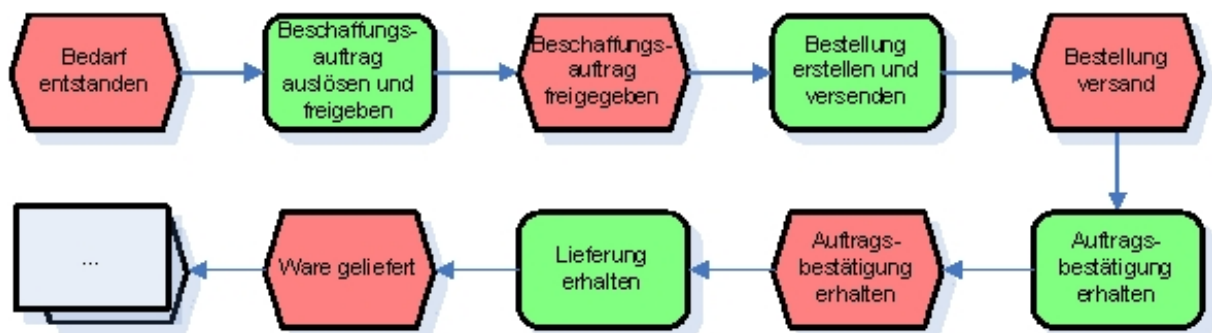 Bedarf
entstanden
Beschaffungs-
auftrag
auslösen und
freigeben
Beschaffungs-
auftrag
freigegeben
Bestellung
erstellen und
versenden
Bestellung
versand
Auftrags-
bestätigung
erhalten
Auftrags-
bestätigung
erhalten
Lieferung
erhalten
Ware geliefert
...